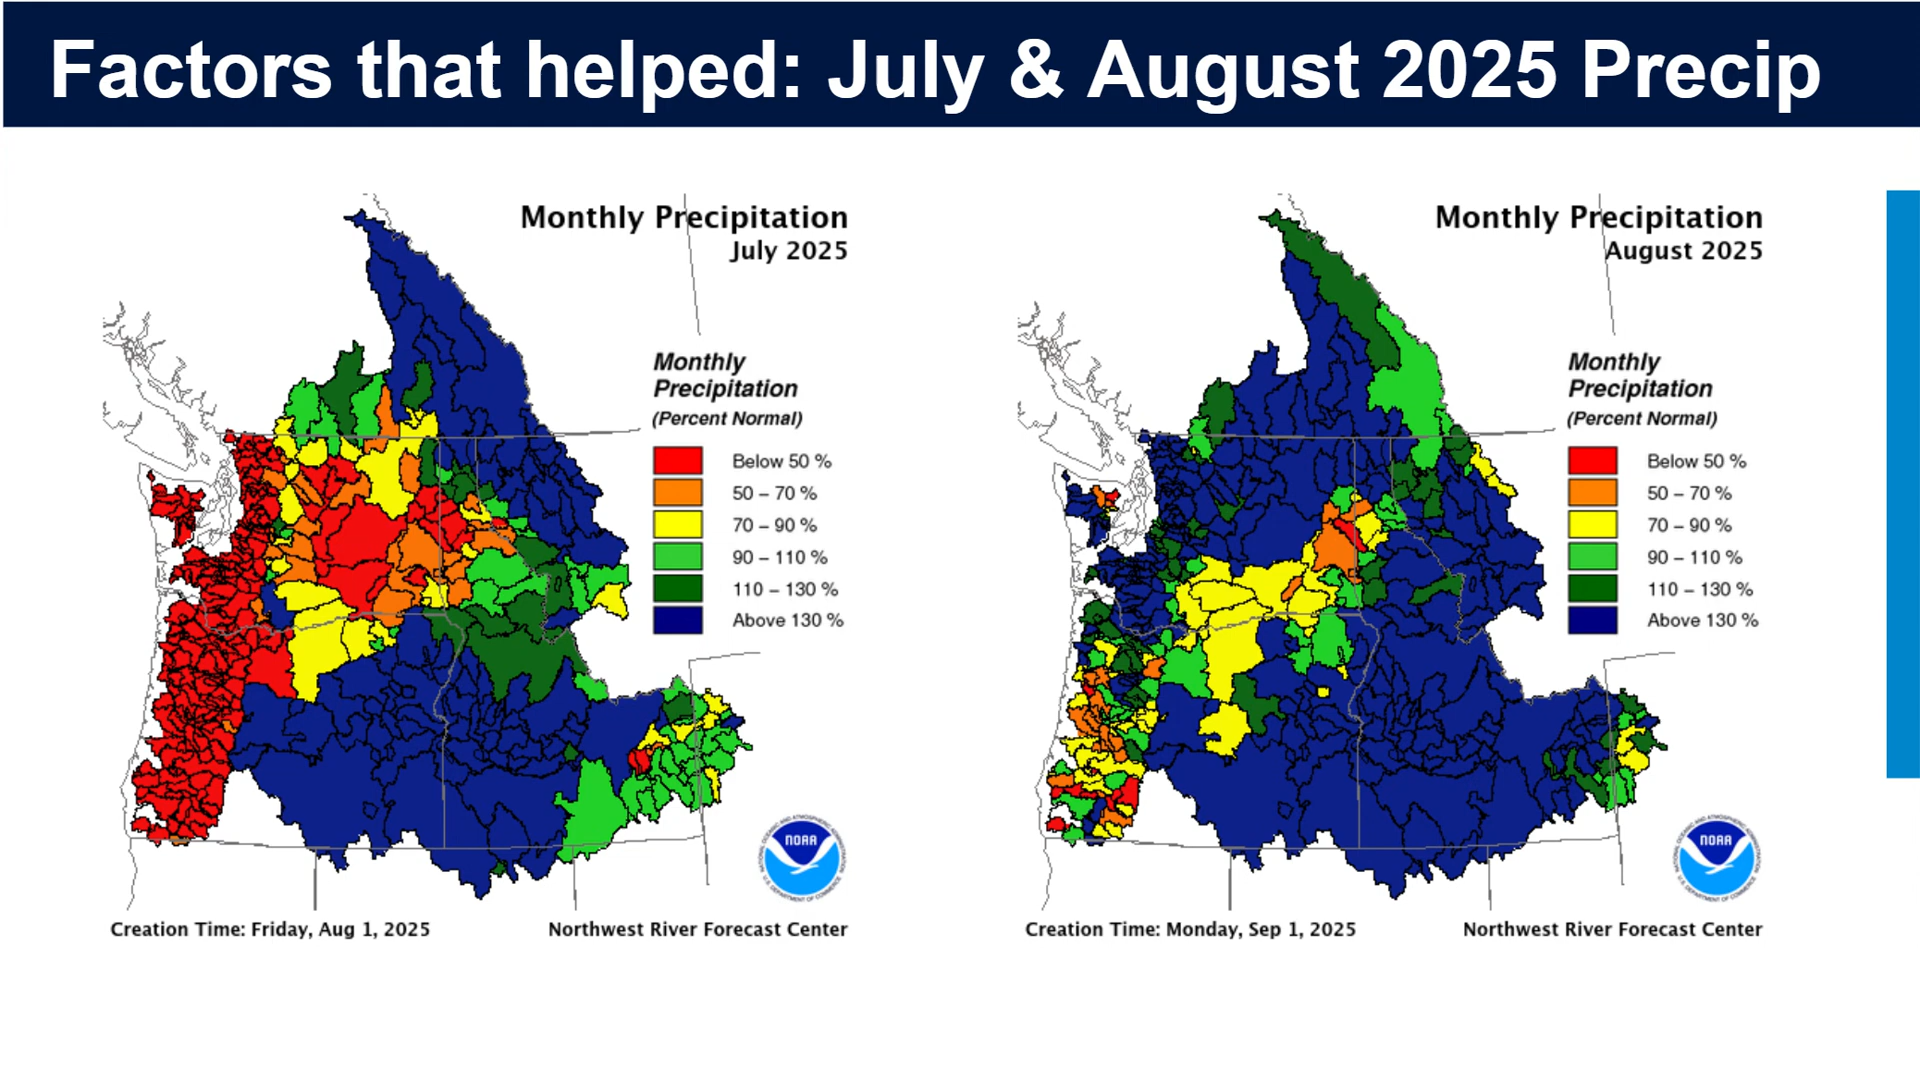 Factors that helped: July & August 2025 Precip
Monthly Precipitation
July 2025
Monthly
Precipitation
(Percent Normal)
Below 50 %
50 – 70 %
70 – 90 %
90 – 110 %
110 – 130 %
Above 130 %
NOAA
Creation Time: Friday, Aug 1, 2025
Northwest River Forecast Center
Monthly Precipitation
August 2025
Monthly
Precipitation
(Percent Normal)
Below 50 %
50 – 70 %
70 – 90 %
90 – 110 %
110 – 130 %
Above 130 %
NOAA
Creation Time: Monday, Sep 1, 2025
Northwest River Forecast Center